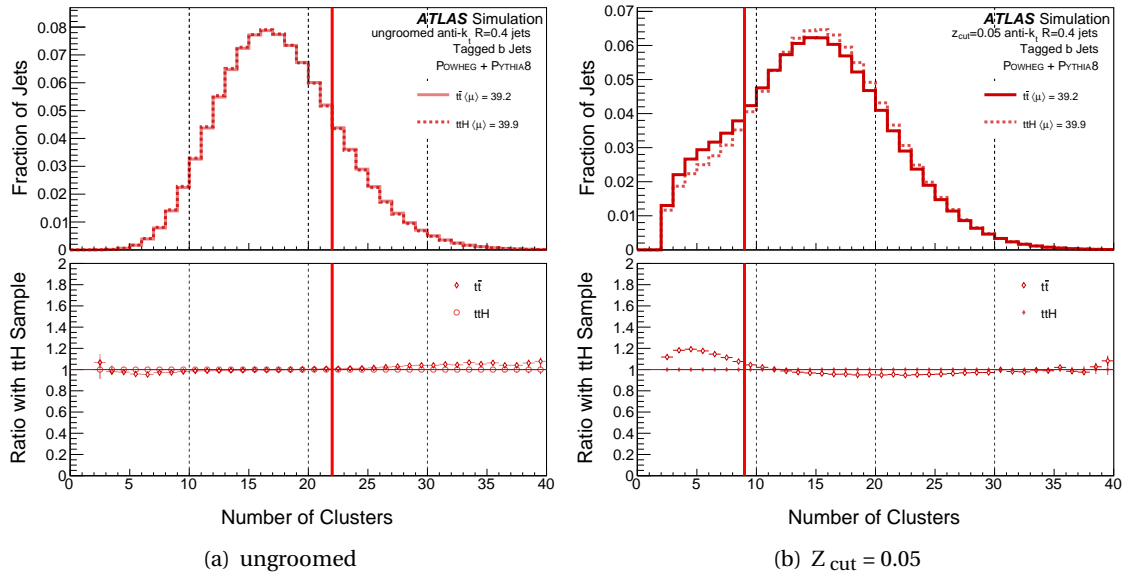 ATLAS Simulation
ungroomed anti-kt R=0.4 jets
Tagged b Jets
POWHEG + PYTHIA8
tt̄ ⟨μ⟩ = 39.2
ttH ⟨μ⟩ = 39.9
Fraction of Jets
0.08
0.07
0.06
0.05
0.04
0.03
0.02
0.01
0
Ratio with ttH Sample
2
1.8
1.6
1.4
1.2
1
0.8
0.6
0.4
0.2
0
tt̄
ttH
0 5 10 15 20 25 30 35 40
Number of Clusters
(a) ungroomed
ATLAS Simulation
zcut=0.05 anti-kt R=0.4 jets
Tagged b Jets
POWHEG + PYTHIA8
tt̄ ⟨μ⟩ = 39.2
ttH ⟨μ⟩ = 39.9
Fraction of Jets
0.07
0.06
0.05
0.04
0.03
0.02
0.01
0
Ratio with ttH Sample
2
1.8
1.6
1.4
1.2
1
0.8
0.6
0.4
0.2
0
tt̄
ttH
0 5 10 15 20 25 30 35 40
Number of Clusters
(b) Z cut = 0.05